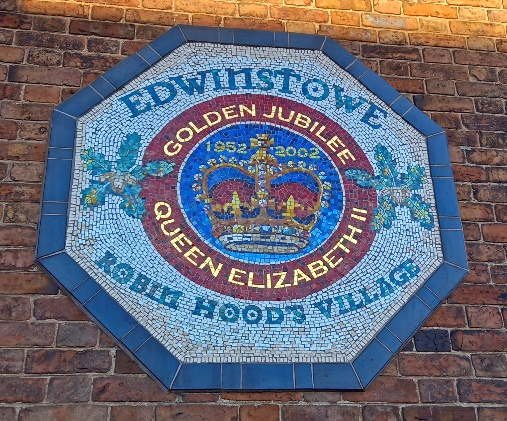 EDWINSTOWE
GOLDEN JUBILEE
1952 2002
QUEEN ELIZABETH II
ROBIN HOOD'S VILLAGE